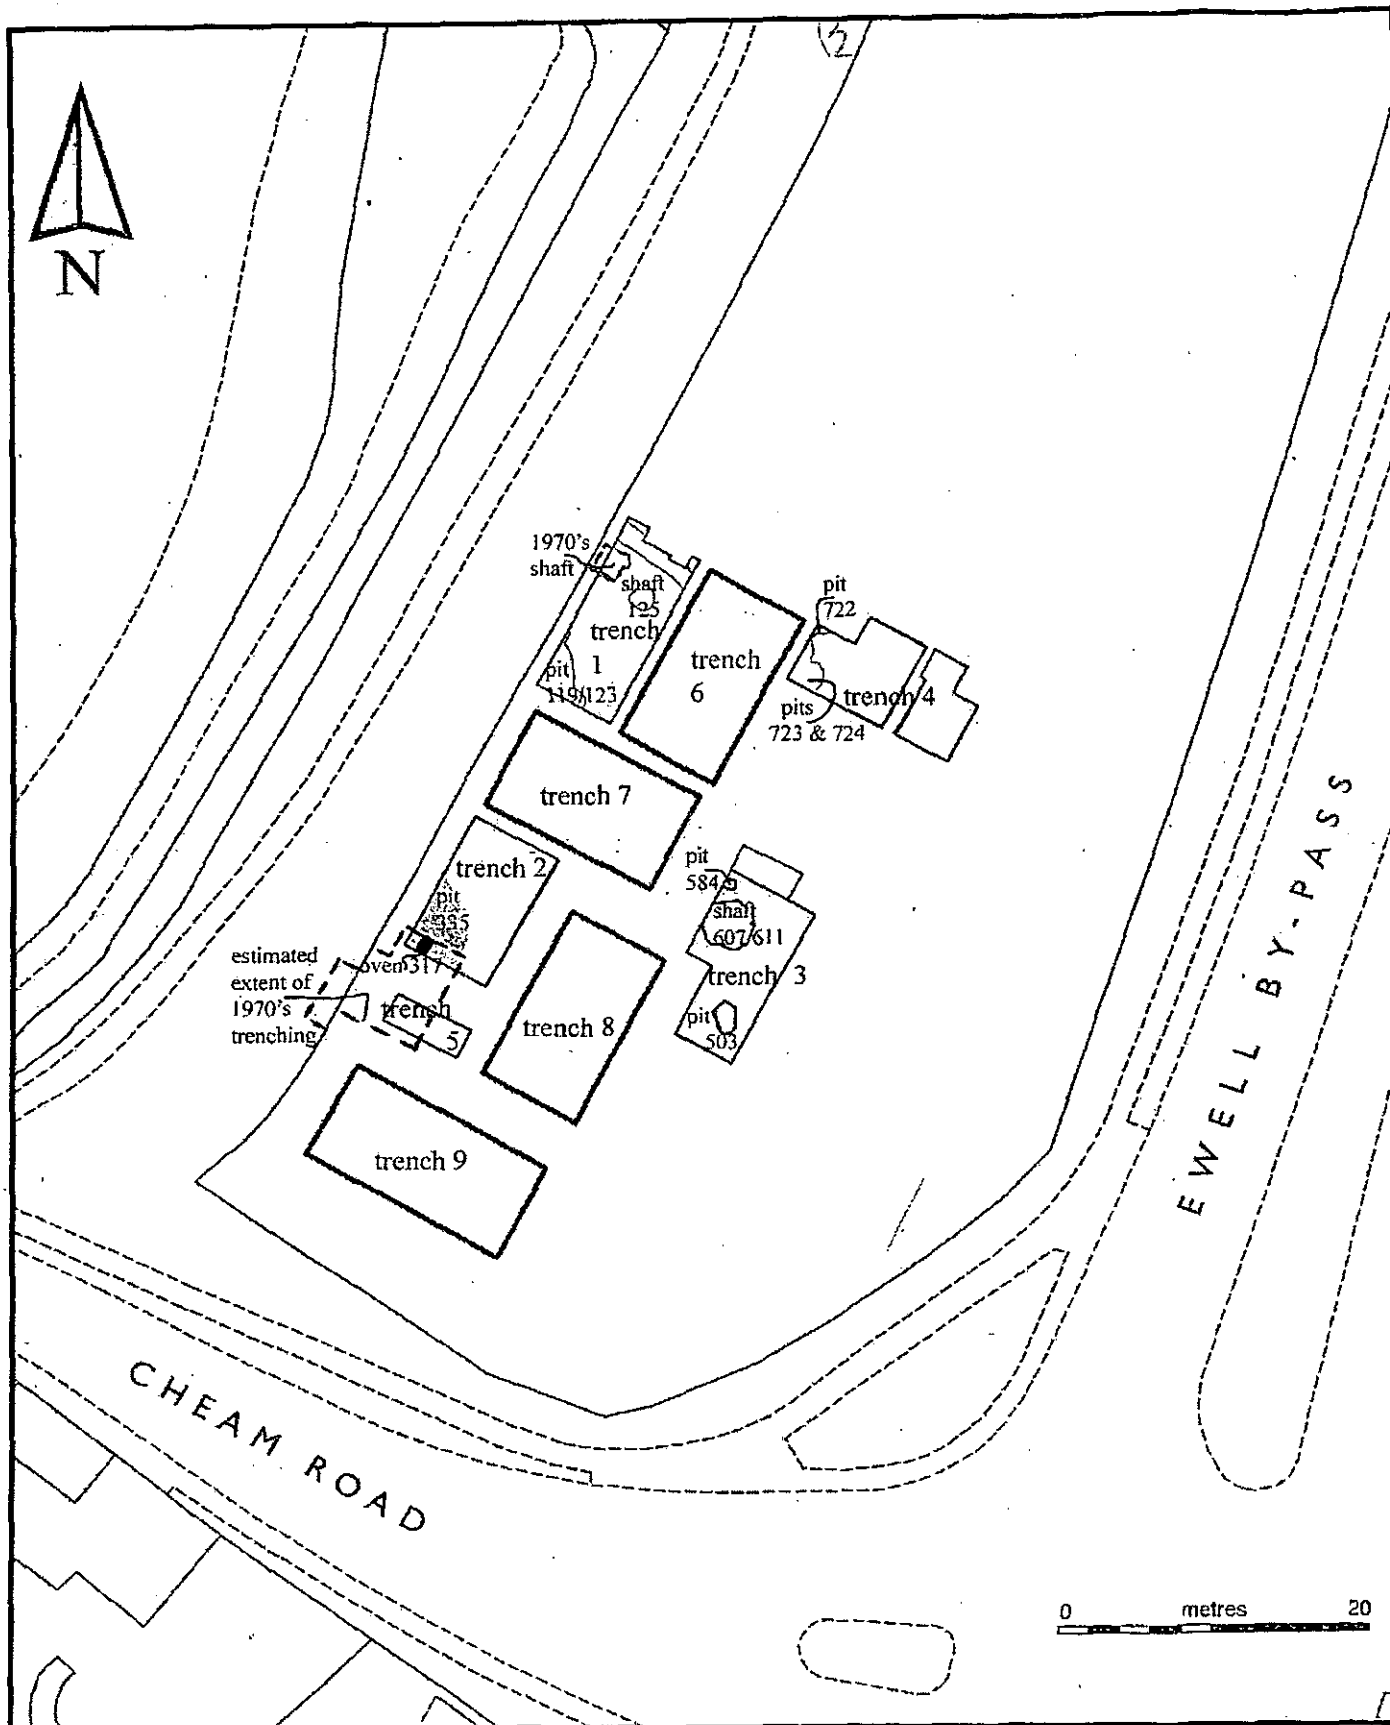 32
N
1970's
shaft
shaft
125
trench
1
pit
119/123
trench
6
pit
722
trench 4
pits
723 & 724
trench 7
trench 2
pit
335
oven 317
estimated
extent of
1970's
trenching
trench
5
pit
584
shaft
607/611
trench 3
pit
503
trench 8
trench 9
EWELL BY-PASS
CHEAM ROAD
0 metres 20